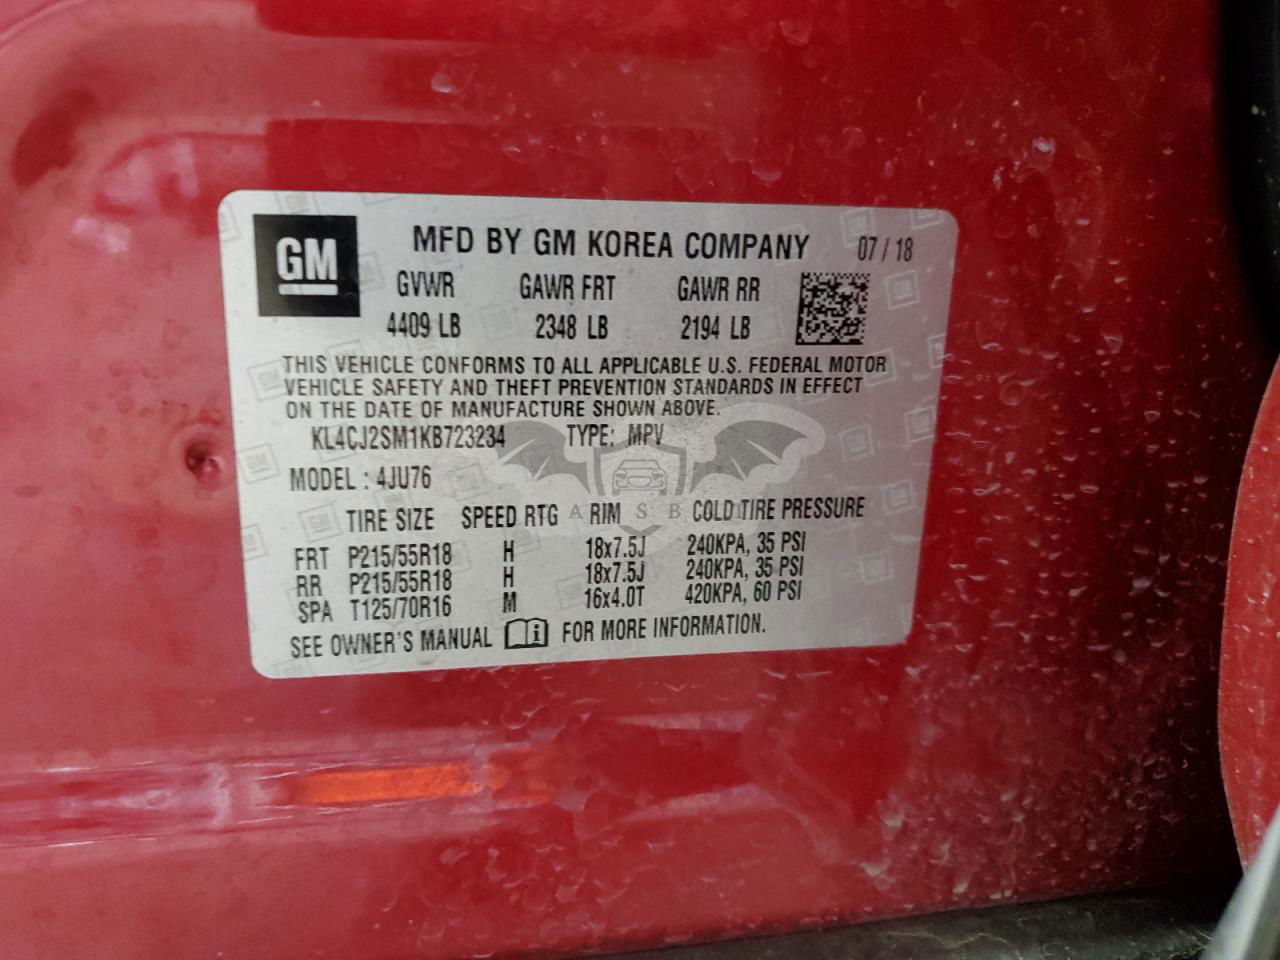 GM
MFD BY GM KOREA COMPANY 07 / 18
GVWR GAWR FRT GAWR RR
4409 LB 2348 LB 2194 LB
THIS VEHICLE CONFORMS TO ALL APPLICABLE U.S. FEDERAL MOTOR
VEHICLE SAFETY AND THEFT PREVENTION STANDARDS IN EFFECT
ON THE DATE OF MANUFACTURE SHOWN ABOVE.
KL4CJ2SM1KB723234 TYPE: MPV
MODEL : 4JU76
TIRE SIZE SPEED RTG RIM COLD TIRE PRESSURE
FRT P215/55R18 H 18x7.5J 240KPA, 35 PSI
RR P215/55R18 H 18x7.5J 240KPA, 35 PSI
SPA T125/70R16 M 16x4.0T 420KPA, 60 PSI
SEE OWNER'S MANUAL FOR MORE INFORMATION.